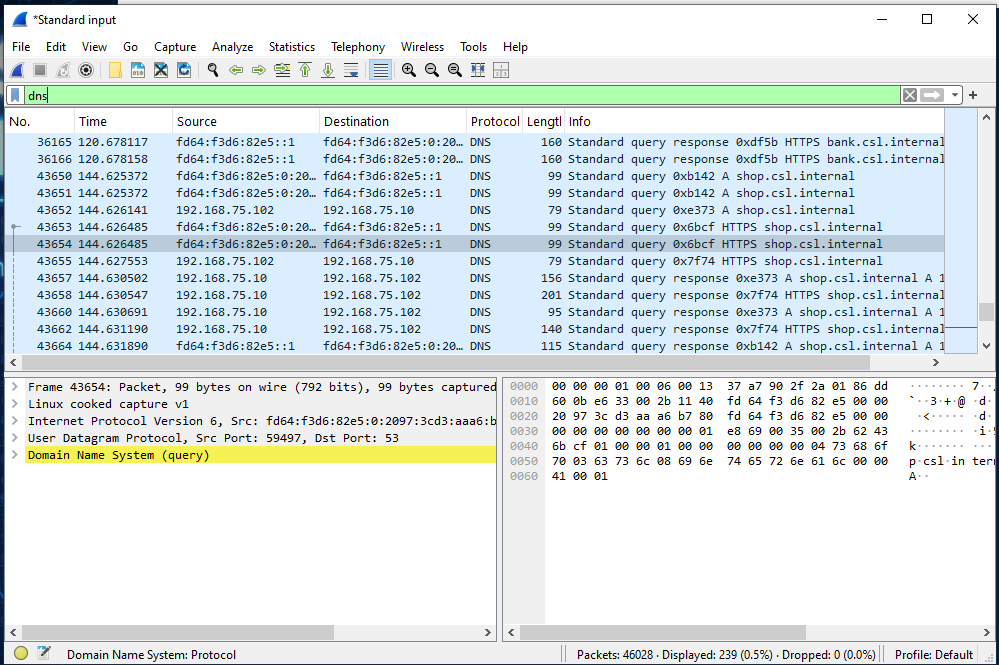 *Standard input
File Edit View Go Capture Analyze Statistics Telephony Wireless Tools Help
dns
No. Time Source Destination Protocol Lengtl Info
36165 120.678117 fd64:f3d6:82e5::1 fd64:f3d6:82e5:0:20… DNS 160 Standard query response 0xdf5b HTTPS bank.csl.internal
36166 120.678158 fd64:f3d6:82e5::1 fd64:f3d6:82e5:0:20… DNS 160 Standard query response 0xdf5b HTTPS bank.csl.internal
43650 144.625372 fd64:f3d6:82e5:0:20… fd64:f3d6:82e5::1 DNS 99 Standard query 0xb142 A shop.csl.internal
43651 144.625372 fd64:f3d6:82e5:0:20… fd64:f3d6:82e5::1 DNS 99 Standard query 0xb142 A shop.csl.internal
43652 144.626141 192.168.75.102 192.168.75.10 DNS 79 Standard query 0xe373 A shop.csl.internal
43653 144.626485 fd64:f3d6:82e5:0:20… fd64:f3d6:82e5::1 DNS 99 Standard query 0x6bcf HTTPS shop.csl.internal
43654 144.626485 fd64:f3d6:82e5:0:20… fd64:f3d6:82e5::1 DNS 99 Standard query 0x6bcf HTTPS shop.csl.internal
43655 144.627553 192.168.75.102 192.168.75.10 DNS 79 Standard query 0x7f74 HTTPS shop.csl.internal
43657 144.630502 192.168.75.10 192.168.75.102 DNS 156 Standard query response 0xe373 A shop.csl.internal A 1
43658 144.630547 192.168.75.10 192.168.75.102 DNS 201 Standard query response 0x7f74 HTTPS shop.csl.internal
43660 144.630691 192.168.75.10 192.168.75.102 DNS 95 Standard query response 0xe373 A shop.csl.internal A 1
43662 144.631190 192.168.75.10 192.168.75.102 DNS 140 Standard query response 0x7f74 HTTPS shop.csl.internal
43664 144.631890 fd64:f3d6:82e5::1 fd64:f3d6:82e5:0:20… DNS 115 Standard query response 0xb142 A shop.csl.internal A 1
Frame 43654: Packet, 99 bytes on wire (792 bits), 99 bytes captured
Linux cooked capture v1
Internet Protocol Version 6, Src: fd64:f3d6:82e5:0:2097:3cd3:aaa6:b
User Datagram Protocol, Src Port: 59497, Dst Port: 53
Domain Name System (query)
0000 00 00 00 01 00 06 00 13 37 a7 90 2f 2a 01 86 dd ········ 7·
0010 60 0b e6 33 00 2b 11 40 fd 64 f3 d6 82 e5 00 00 `··3·+·@ ·d
0020 20 97 3c d3 aa a6 b7 80 fd 64 f3 d6 82 e5 00 00 ·<····· ·d
0030 00 00 00 00 00 00 00 01 e8 69 00 35 00 2b 62 43 ········ ·i·5
0040 6b cf 01 00 00 01 00 00 00 00 00 00 04 73 68 6f k·······
0050 70 03 63 73 6c 08 69 6e 74 65 72 6e 61 6c 00 00 p·csl·in tern
0060 41 00 01 A··
Domain Name System: Protocol Packets: 46028 · Displayed: 239 (0.5%) · Dropped: 0 (0.0%) Profile: Default